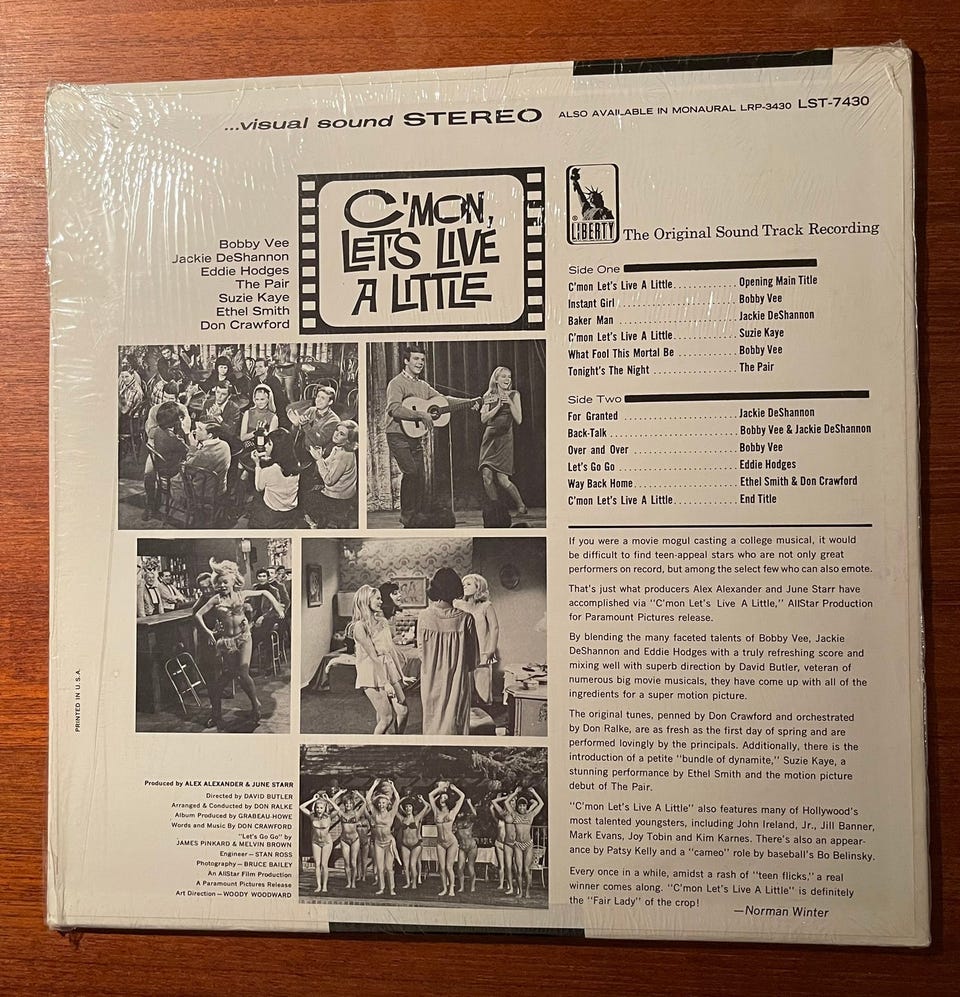 ...visual sound STEREO ALSO AVAILABLE IN MONAURAL LRP-3430 LST-7430
C'MON,
LET'S LIVE
A LITTLE
Bobby Vee
Jackie DeShannon
Eddie Hodges
The Pair
Suzie Kaye
Ethel Smith
Don Crawford
®
LIBERTY
The Original Sound Track Recording
Side One
C'mon Let's Live A Little............ Opening Main Title
Instant Girl ........................ Bobby Vee
Baker Man ........................ Jackie DeShannon
C'mon Let's Live A Little............ Suzie Kaye
What Fool This Mortal Be ............ Bobby Vee
Tonight's The Night ................ The Pair
Side Two
For Granted ........................ Jackie DeShannon
Back-Talk ........................ Bobby Vee & Jackie DeShannon
Over and Over ..................... Bobby Vee
Let's Go Go ........................ Eddie Hodges
Way Back Home..................... Ethel Smith & Don Crawford
C'mon Let's Live A Little............ End Title
If you were a movie mogul casting a college musical, it would
be difficult to find teen-appeal stars who are not only great
performers on record, but among the select few who can also emote.
That's just what producers Alex Alexander and June Starr have
accomplished via "C'mon Let's Live A Little," AllStar Production
for Paramount Pictures release.
By blending the many faceted talents of Bobby Vee, Jackie
DeShannon and Eddie Hodges with a truly refreshing score and
mixing well with superb direction by David Butler, veteran of
numerous big movie musicals, they have come up with all of the
ingredients for a super motion picture.
The original tunes, penned by Don Crawford and orchestrated
by Don Ralke, are as fresh as the first day of spring and are
performed lovingly by the principals. Additionally, there is the
introduction of a petite "bundle of dynamite," Suzie Kaye, a
stunning performance by Ethel Smith and the motion picture
debut of The Pair.
"C'mon Let's Live A Little" also features many of Hollywood's
most talented youngsters, including John Ireland, Jr., Jill Banner,
Mark Evans, Joy Tobin and Kim Karnes. There's also an appear-
ance by Patsy Kelly and a "cameo" role by baseball's Bo Belinsky.
Every once in a while, amidst a rash of "teen flicks," a real
winner comes along. "C'mon Let's Live A Little" is definitely
the "Fair Lady" of the crop!
—Norman Winter
PRINTED IN U.S.A.
Produced by ALEX ALEXANDER & JUNE STARR
Directed by DAVID BUTLER
Arranged & Conducted by DON RALKE
Album Produced by GRABEAU-HOWE
Words and Music By DON CRAWFORD
"Let's Go Go" by
JAMES PINKARD & MELVIN BROWN
Engineer—STAN ROSS
Photography—BRUCE BAILEY
An AllStar Film Production
A Paramount Pictures Release
Art Direction—WOODY WOODWARD